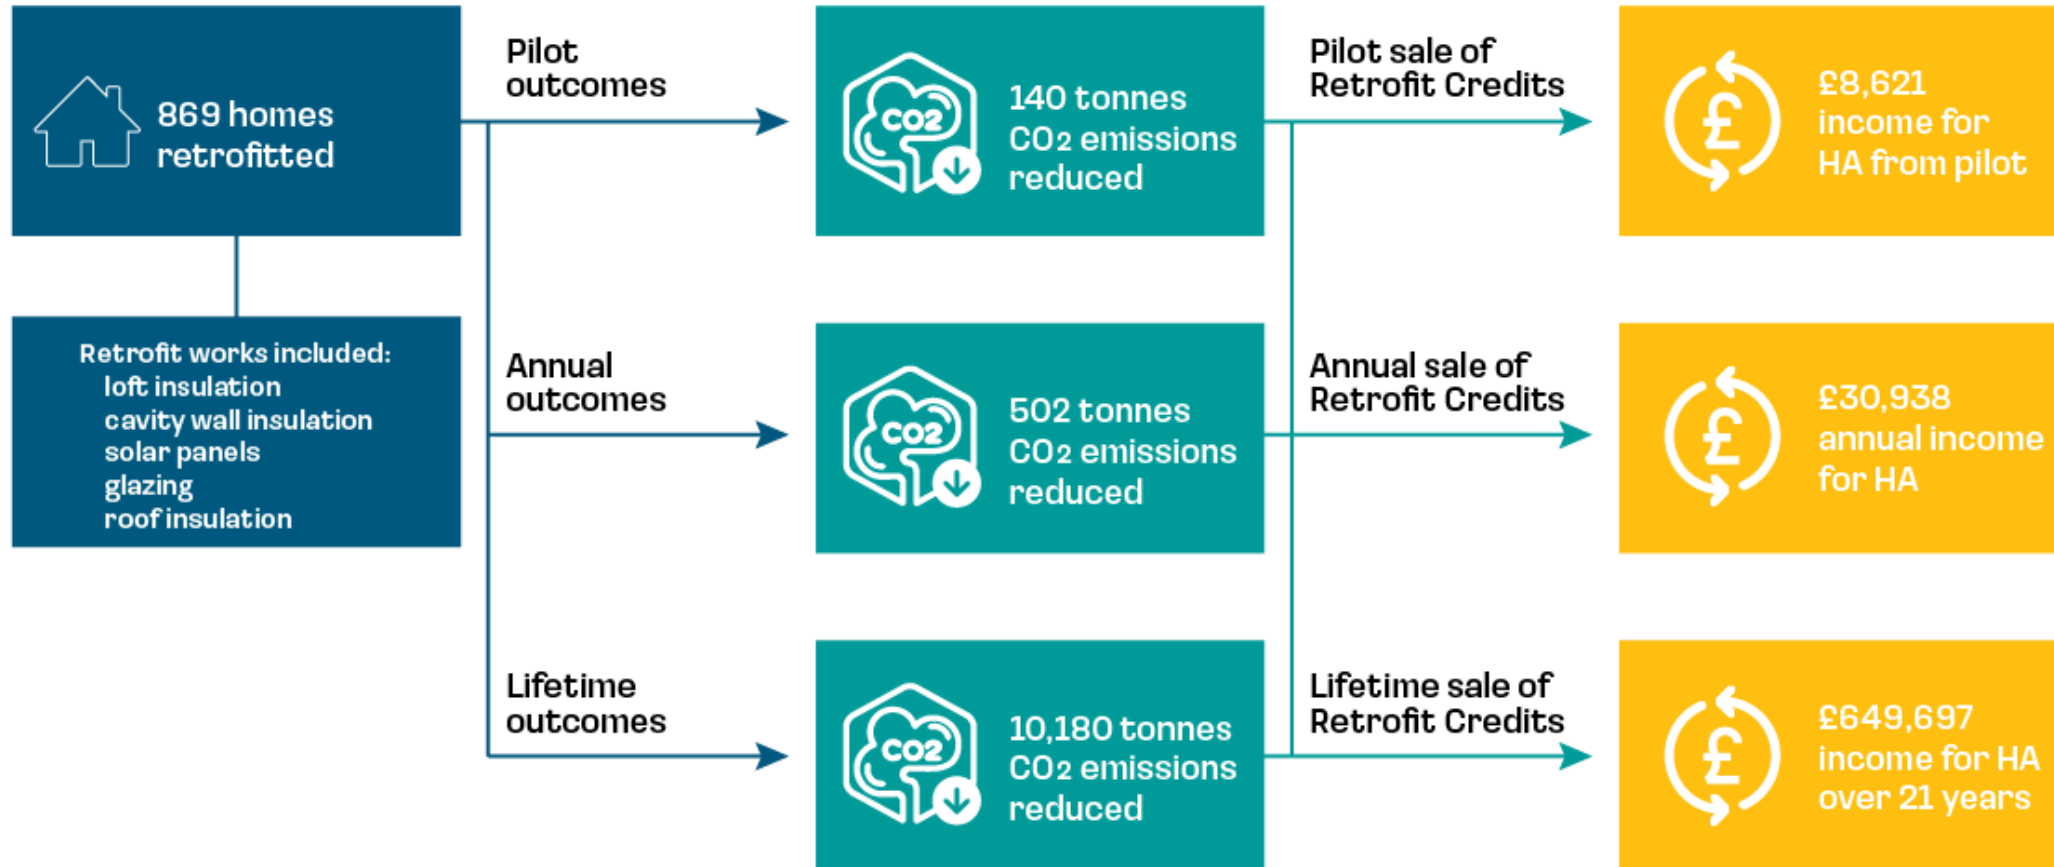 869 homes
retrofitted
Retrofit works included:
loft insulation
cavity wall insulation
solar panels
glazing
roof insulation
Pilot
outcomes
CO2
140 tonnes
CO2 emissions
reduced
Pilot sale of
Retrofit Credits
£
£8,621
income for
HA from pilot
Annual
outcomes
CO2
502 tonnes
CO2 emissions
reduced
Annual sale of
Retrofit Credits
£
£30,938
annual income
for HA
Lifetime
outcomes
CO2
10,180 tonnes
CO2 emissions
reduced
Lifetime sale of
Retrofit Credits
£
£649,697
income for HA
over 21 years